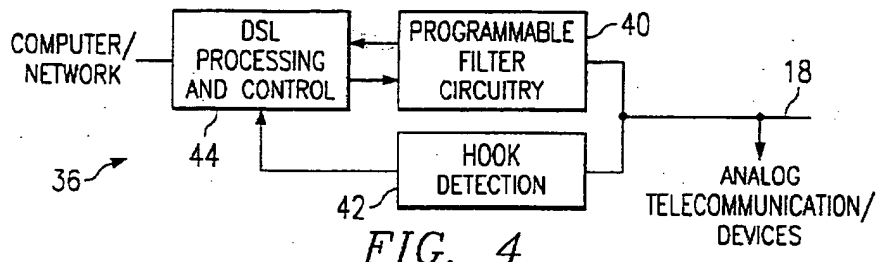 COMPUTER/
NETWORK
DSL
PROCESSING
AND CONTROL
44
PROGRAMMABLE
FILTER
CIRCUITRY
40
HOOK
DETECTION
42
18
36
ANALOG
TELECOMMUNICATION/
DEVICES
FIG. 4